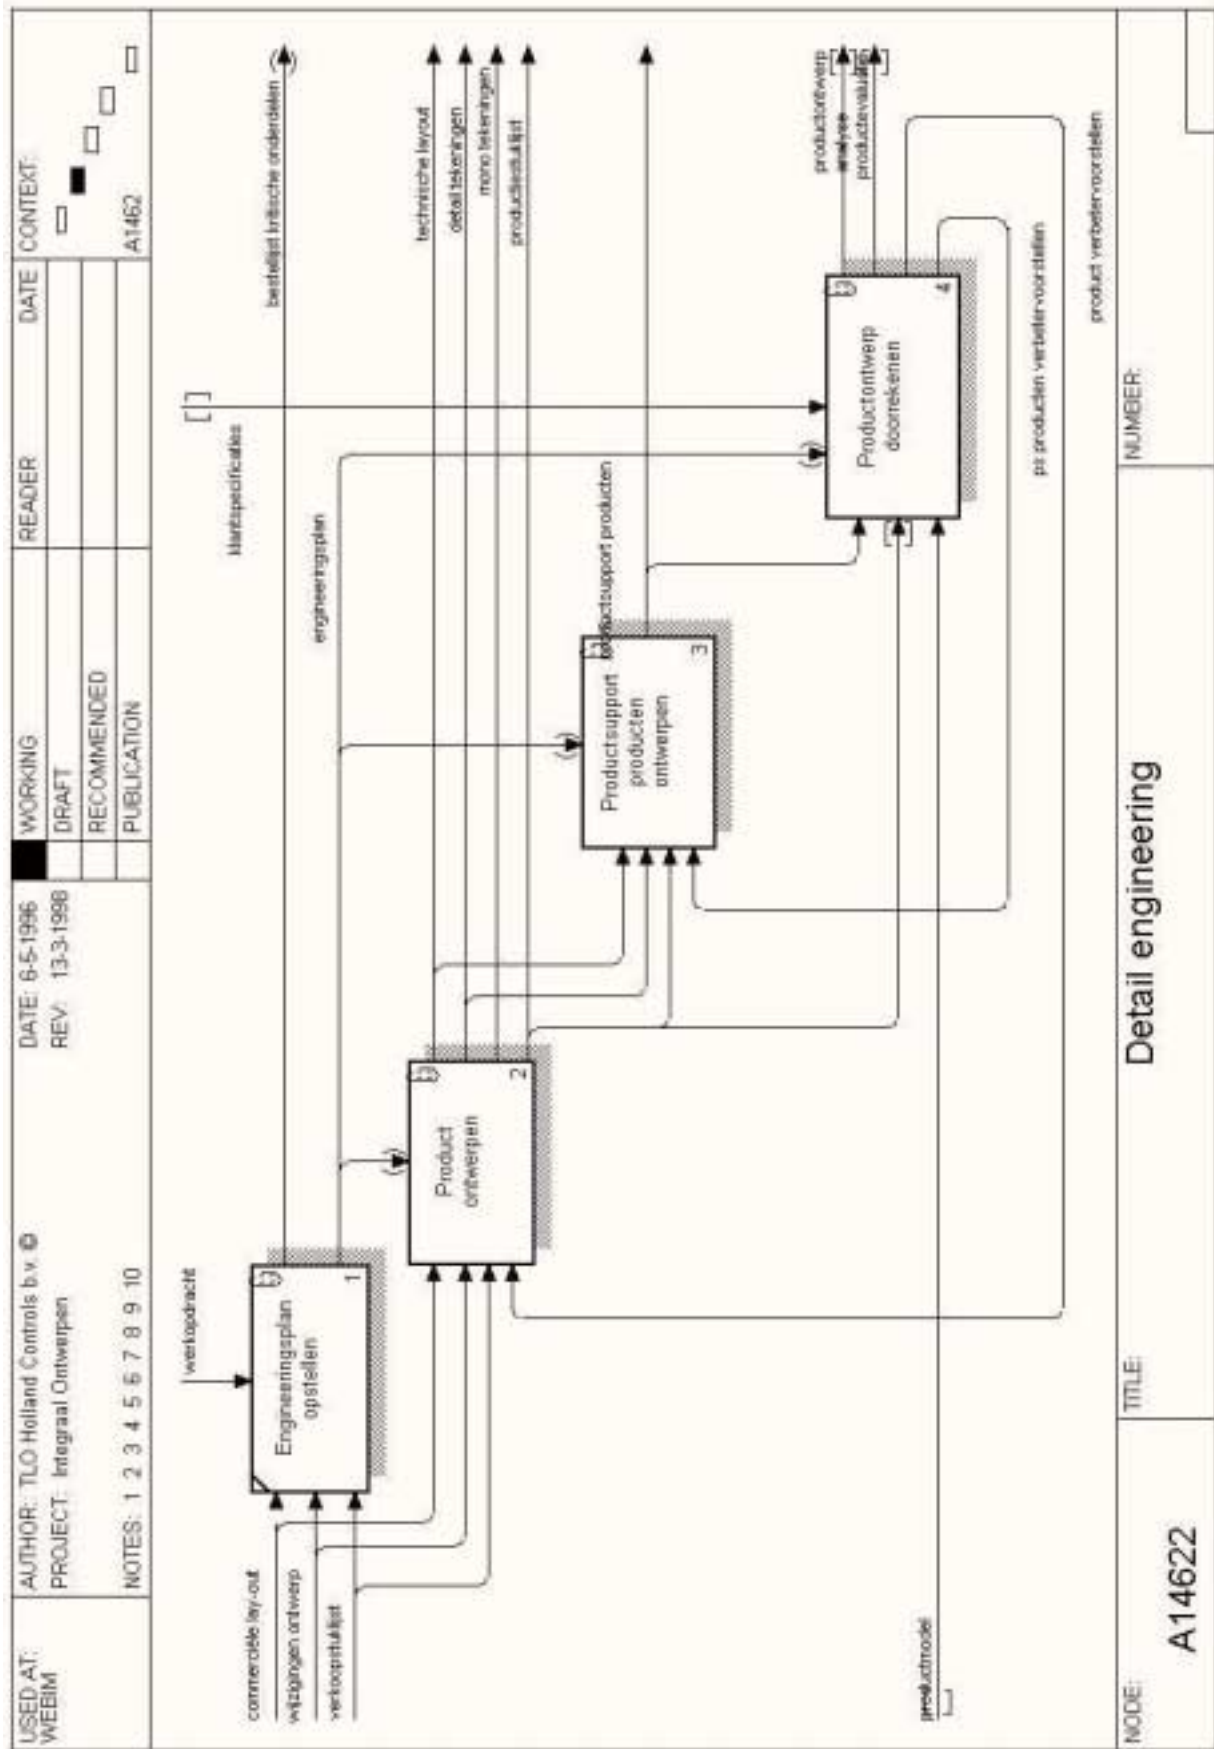 USED AT:
WEBIM
AUTHOR: TLO Holland Controls b.v. ©
PROJECT: Integraal Ontwerpen
NOTES: 1 2 3 4 5 6 7 8 9 10
DATE: 6-5-1996
REV: 13-3-1998
WORKING
DRAFT
RECOMMENDED
PUBLICATION
READER
DATE
CONTEXT:
A1462
werkopdracht
klantspecificaties
[ ]
bestellijst kritische onderdelen
commerciële lay-out
wijzigingen ontwerp
verkoopstuklijst
Engineeringsplan
opstellen
1
engineeringsplan
technische layout
detail tekeningen
mono tekeningen
productiestuklijst
Product
ontwerpen
2
Productsupport
producten
ontwerpen
3
productsupport producten
productontwerp
analyse
productevaluatie
Productontwerp
doorrekenen
4
productmodel
ps producten verbetervoorstellen
product verbetervoorstellen
NODE:
A14622
TITLE:
Detail engineering
NUMBER: